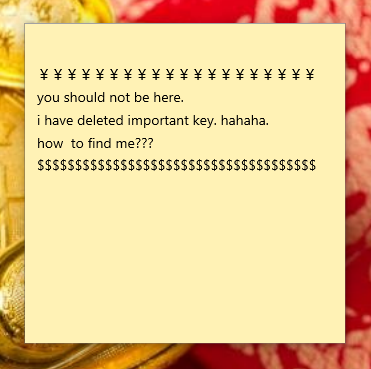 ￥￥￥￥￥￥￥￥￥￥￥￥￥￥￥￥￥￥￥￥
you should not be here.
i have deleted important key. hahaha.
how  to find me???
$$$$$$$$$$$$$$$$$$$$$$$$$$$$$$$$$$$$$